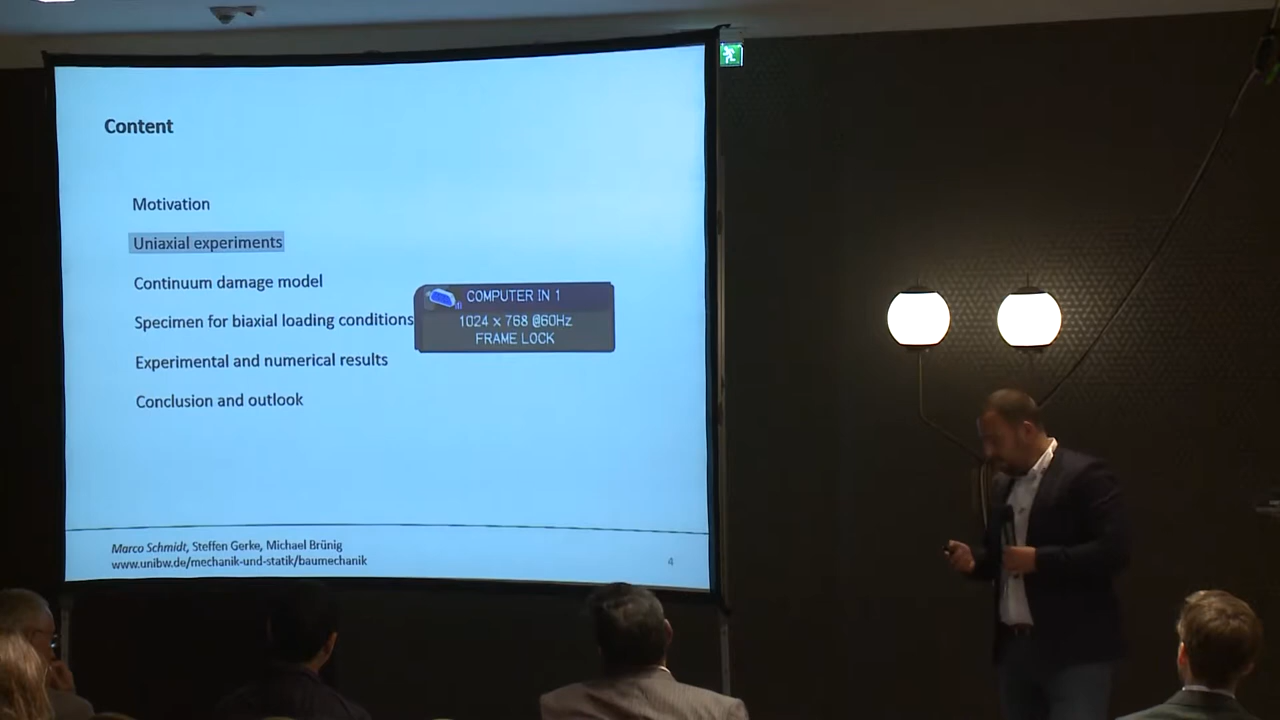 Content
Motivation
Uniaxial experiments
Continuum damage model
Specimen for biaxial loading conditions
Experimental and numerical results
Conclusion and outlook
COMPUTER IN 1
1024 x 768 @60Hz
FRAME LOCK
Marco Schmidt, Steffen Gerke, Michael Brünig
www.unibw.de/mechanik-und-statik/baumechanik
4